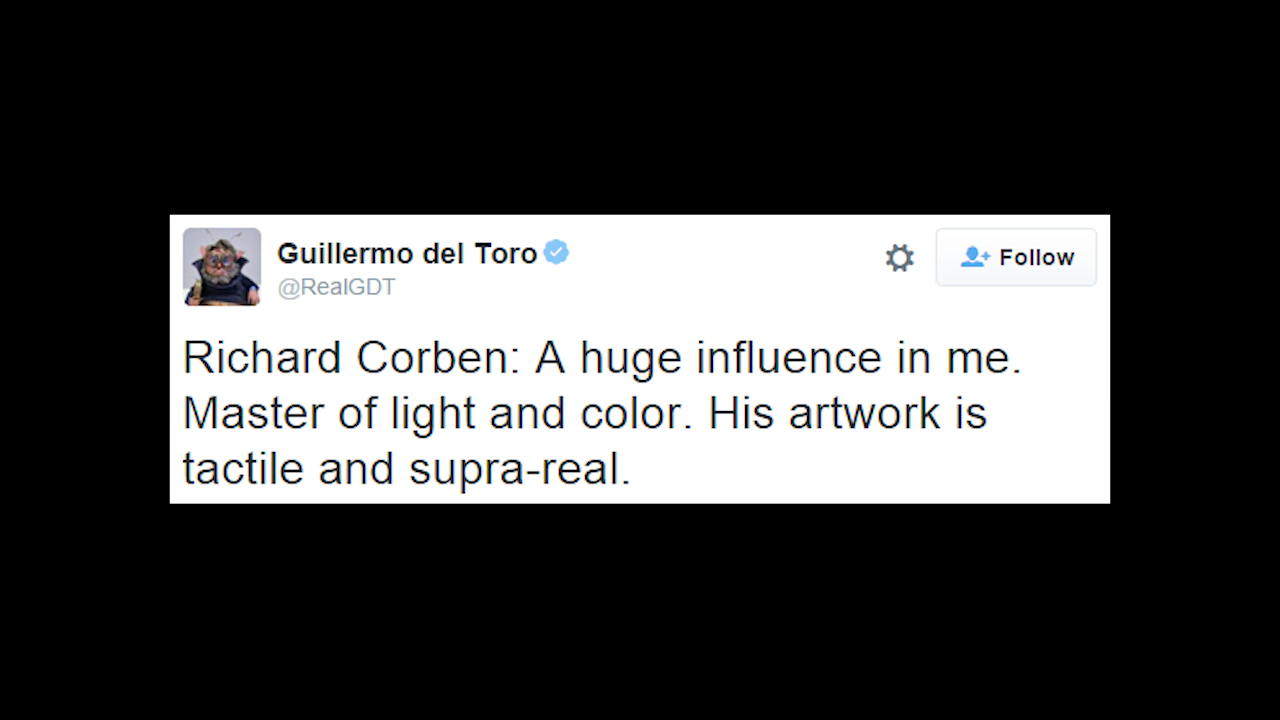 Guillermo del Toro
@RealGDT
Follow
Richard Corben: A huge influence in me.
Master of light and color. His artwork is
tactile and supra-real.